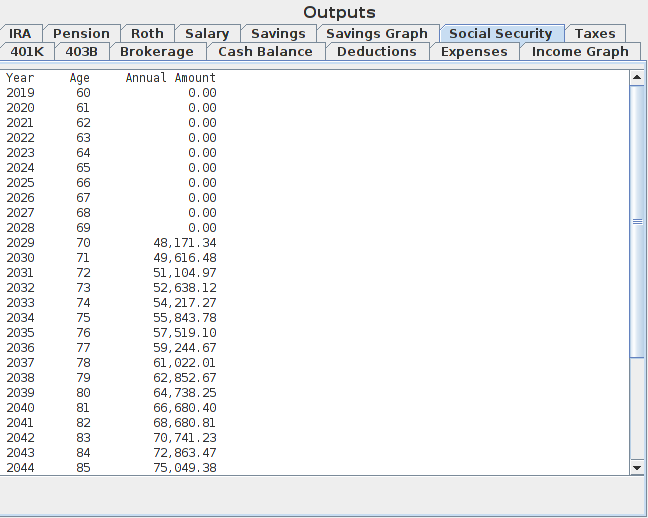 Outputs
IRA Pension Roth Salary Savings Savings Graph Social Security Taxes
401K 403B Brokerage Cash Balance Deductions Expenses Income Graph
Year Age Annual Amount
2019 60 0.00
2020 61 0.00
2021 62 0.00
2022 63 0.00
2023 64 0.00
2024 65 0.00
2025 66 0.00
2026 67 0.00
2027 68 0.00
2028 69 0.00
2029 70 48,171.34
2030 71 49,616.48
2031 72 51,104.97
2032 73 52,638.12
2033 74 54,217.27
2034 75 55,843.78
2035 76 57,519.10
2036 77 59,244.67
2037 78 61,022.01
2038 79 62,852.67
2039 80 64,738.25
2040 81 66,680.40
2041 82 68,680.81
2042 83 70,741.23
2043 84 72,863.47
2044 85 75,049.38